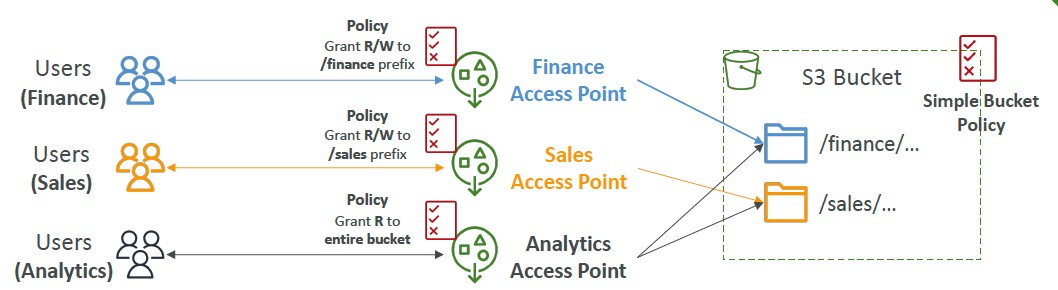 Users
(Finance)
Policy
Grant R/W to
/finance prefix
Finance
Access Point
Users
(Sales)
Policy
Grant R/W to
/sales prefix
Sales
Access Point
Users
(Analytics)
Policy
Grant R to
entire bucket
Analytics
Access Point
S3 Bucket
Simple Bucket
Policy
/finance/...
/sales/...